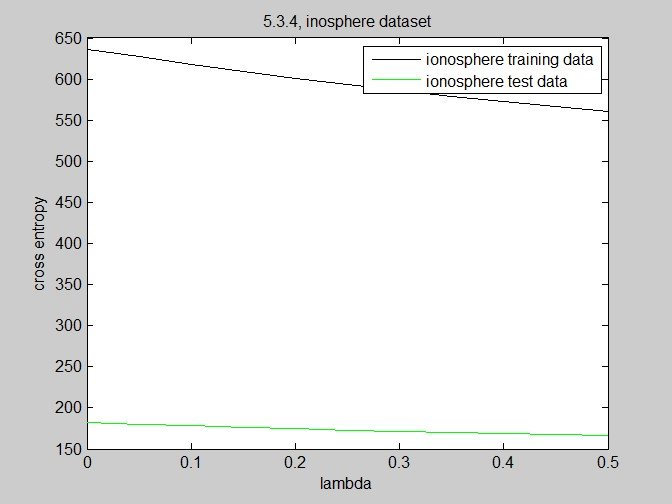 5.3.4, inosphere dataset
650
600
550
500
450
400
350
300
250
200
150
cross entropy
ionosphere training data
ionosphere test data
0 0.1 0.2 0.3 0.4 0.5
lambda